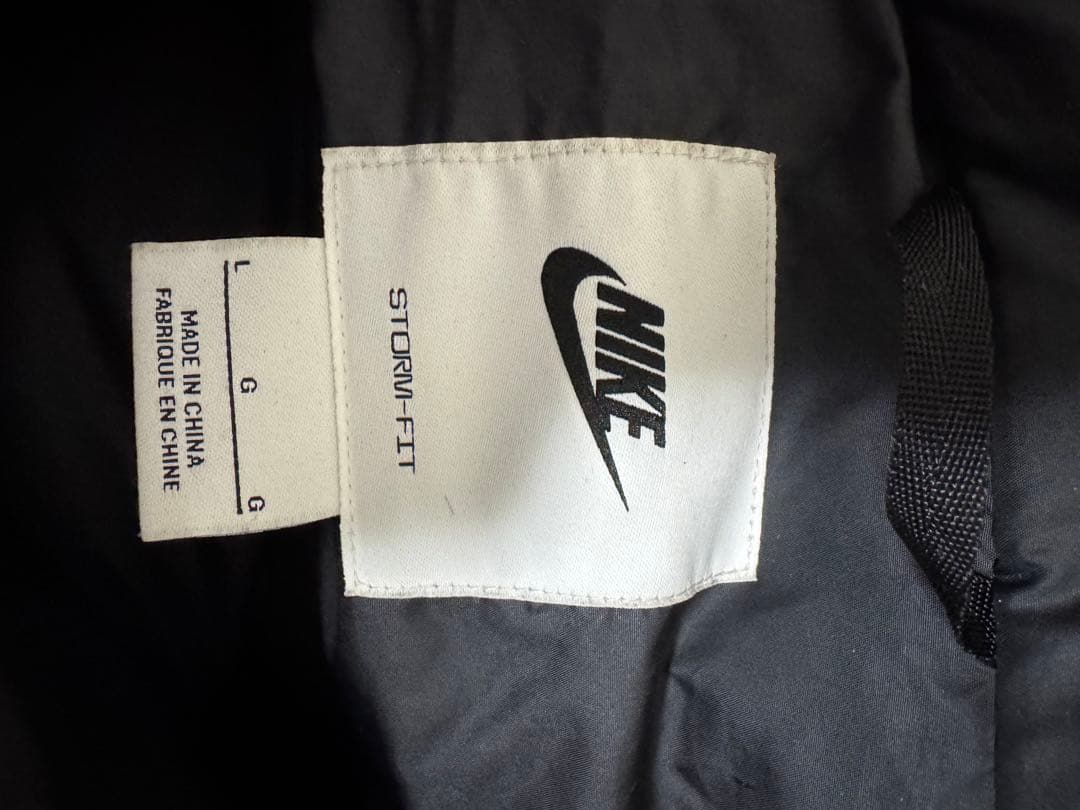 NIKE
STORM-FIT
L G G
MADE IN CHINA
FABRIQUE EN CHINE